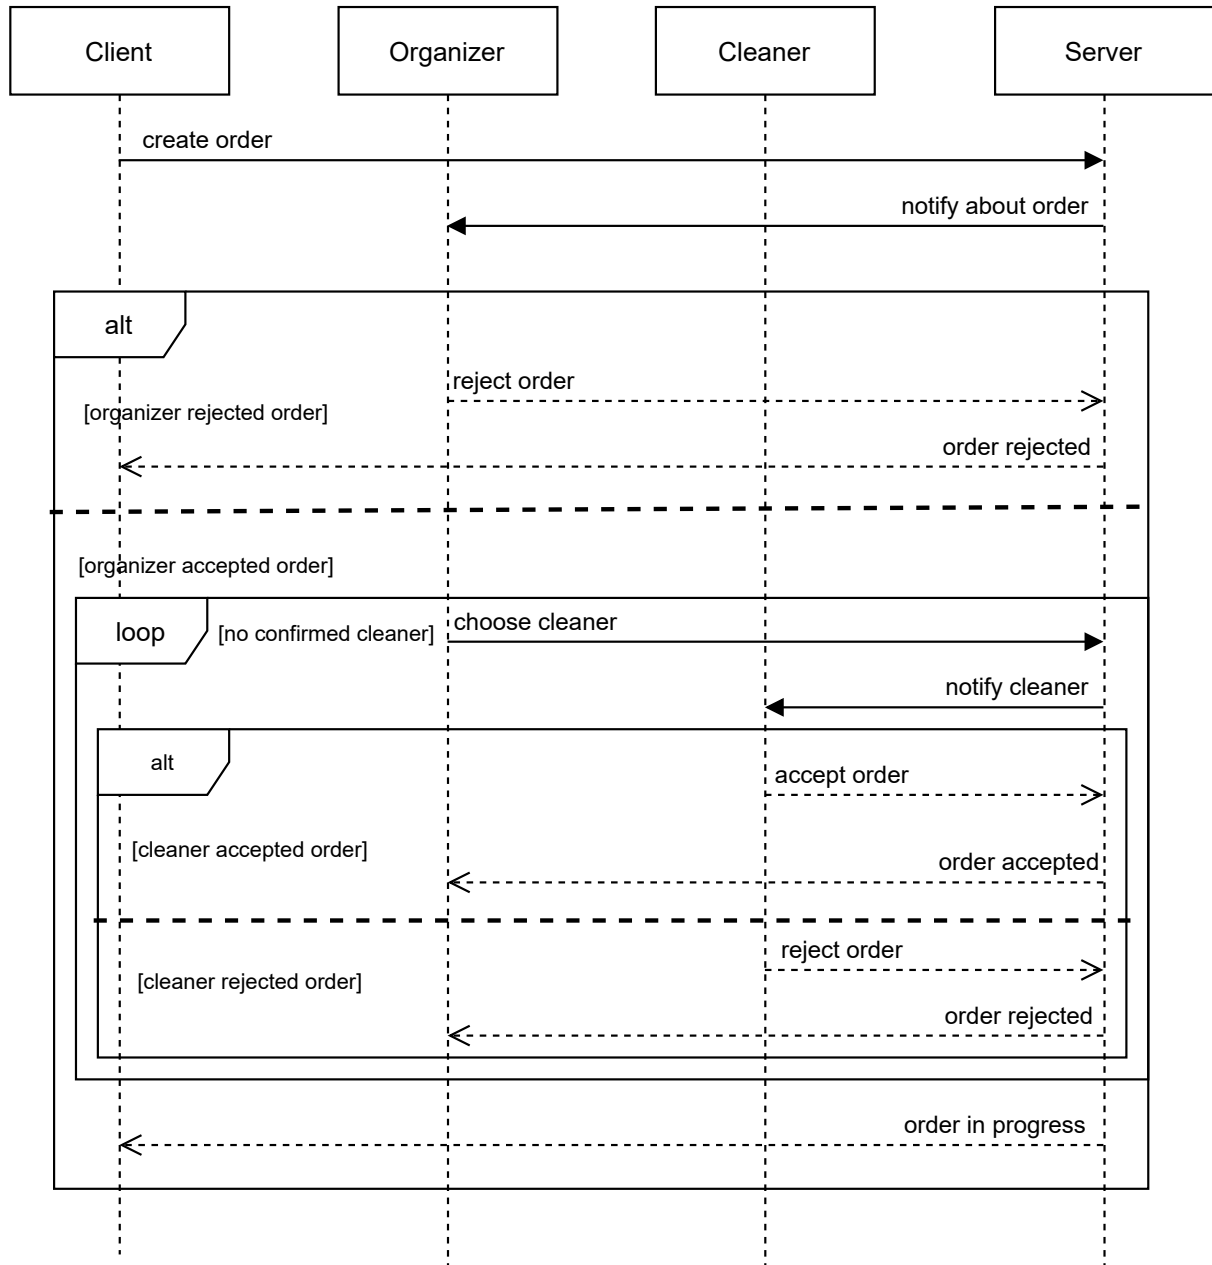 Client
Organizer
Cleaner
Server
create order
notify about order
alt
reject order
[organizer rejected order]
order rejected
[organizer accepted order]
loop
[no confirmed cleaner]
choose cleaner
notify cleaner
alt
accept order
[cleaner accepted order]
order accepted
reject order
[cleaner rejected order]
order rejected
order in progress